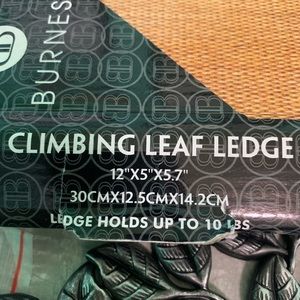 BURNES
CLIMBING LEAF LEDGE
12"X5"X5.7"
30CMX12.5CMX14.2CM
LEDGE HOLDS UP TO 10 LBS